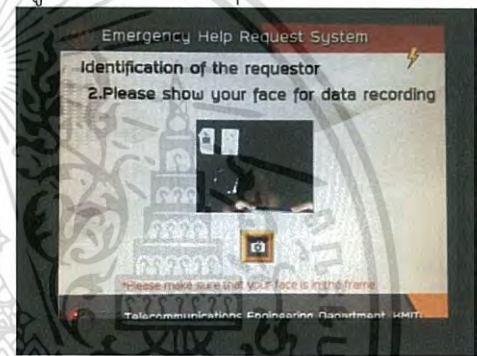 Emergency Help Request System
Identification of the requestor
2.Please show your face for data recording
*Please make sure that your face is in the frame
Telecommunications Engineering Department, KMITL